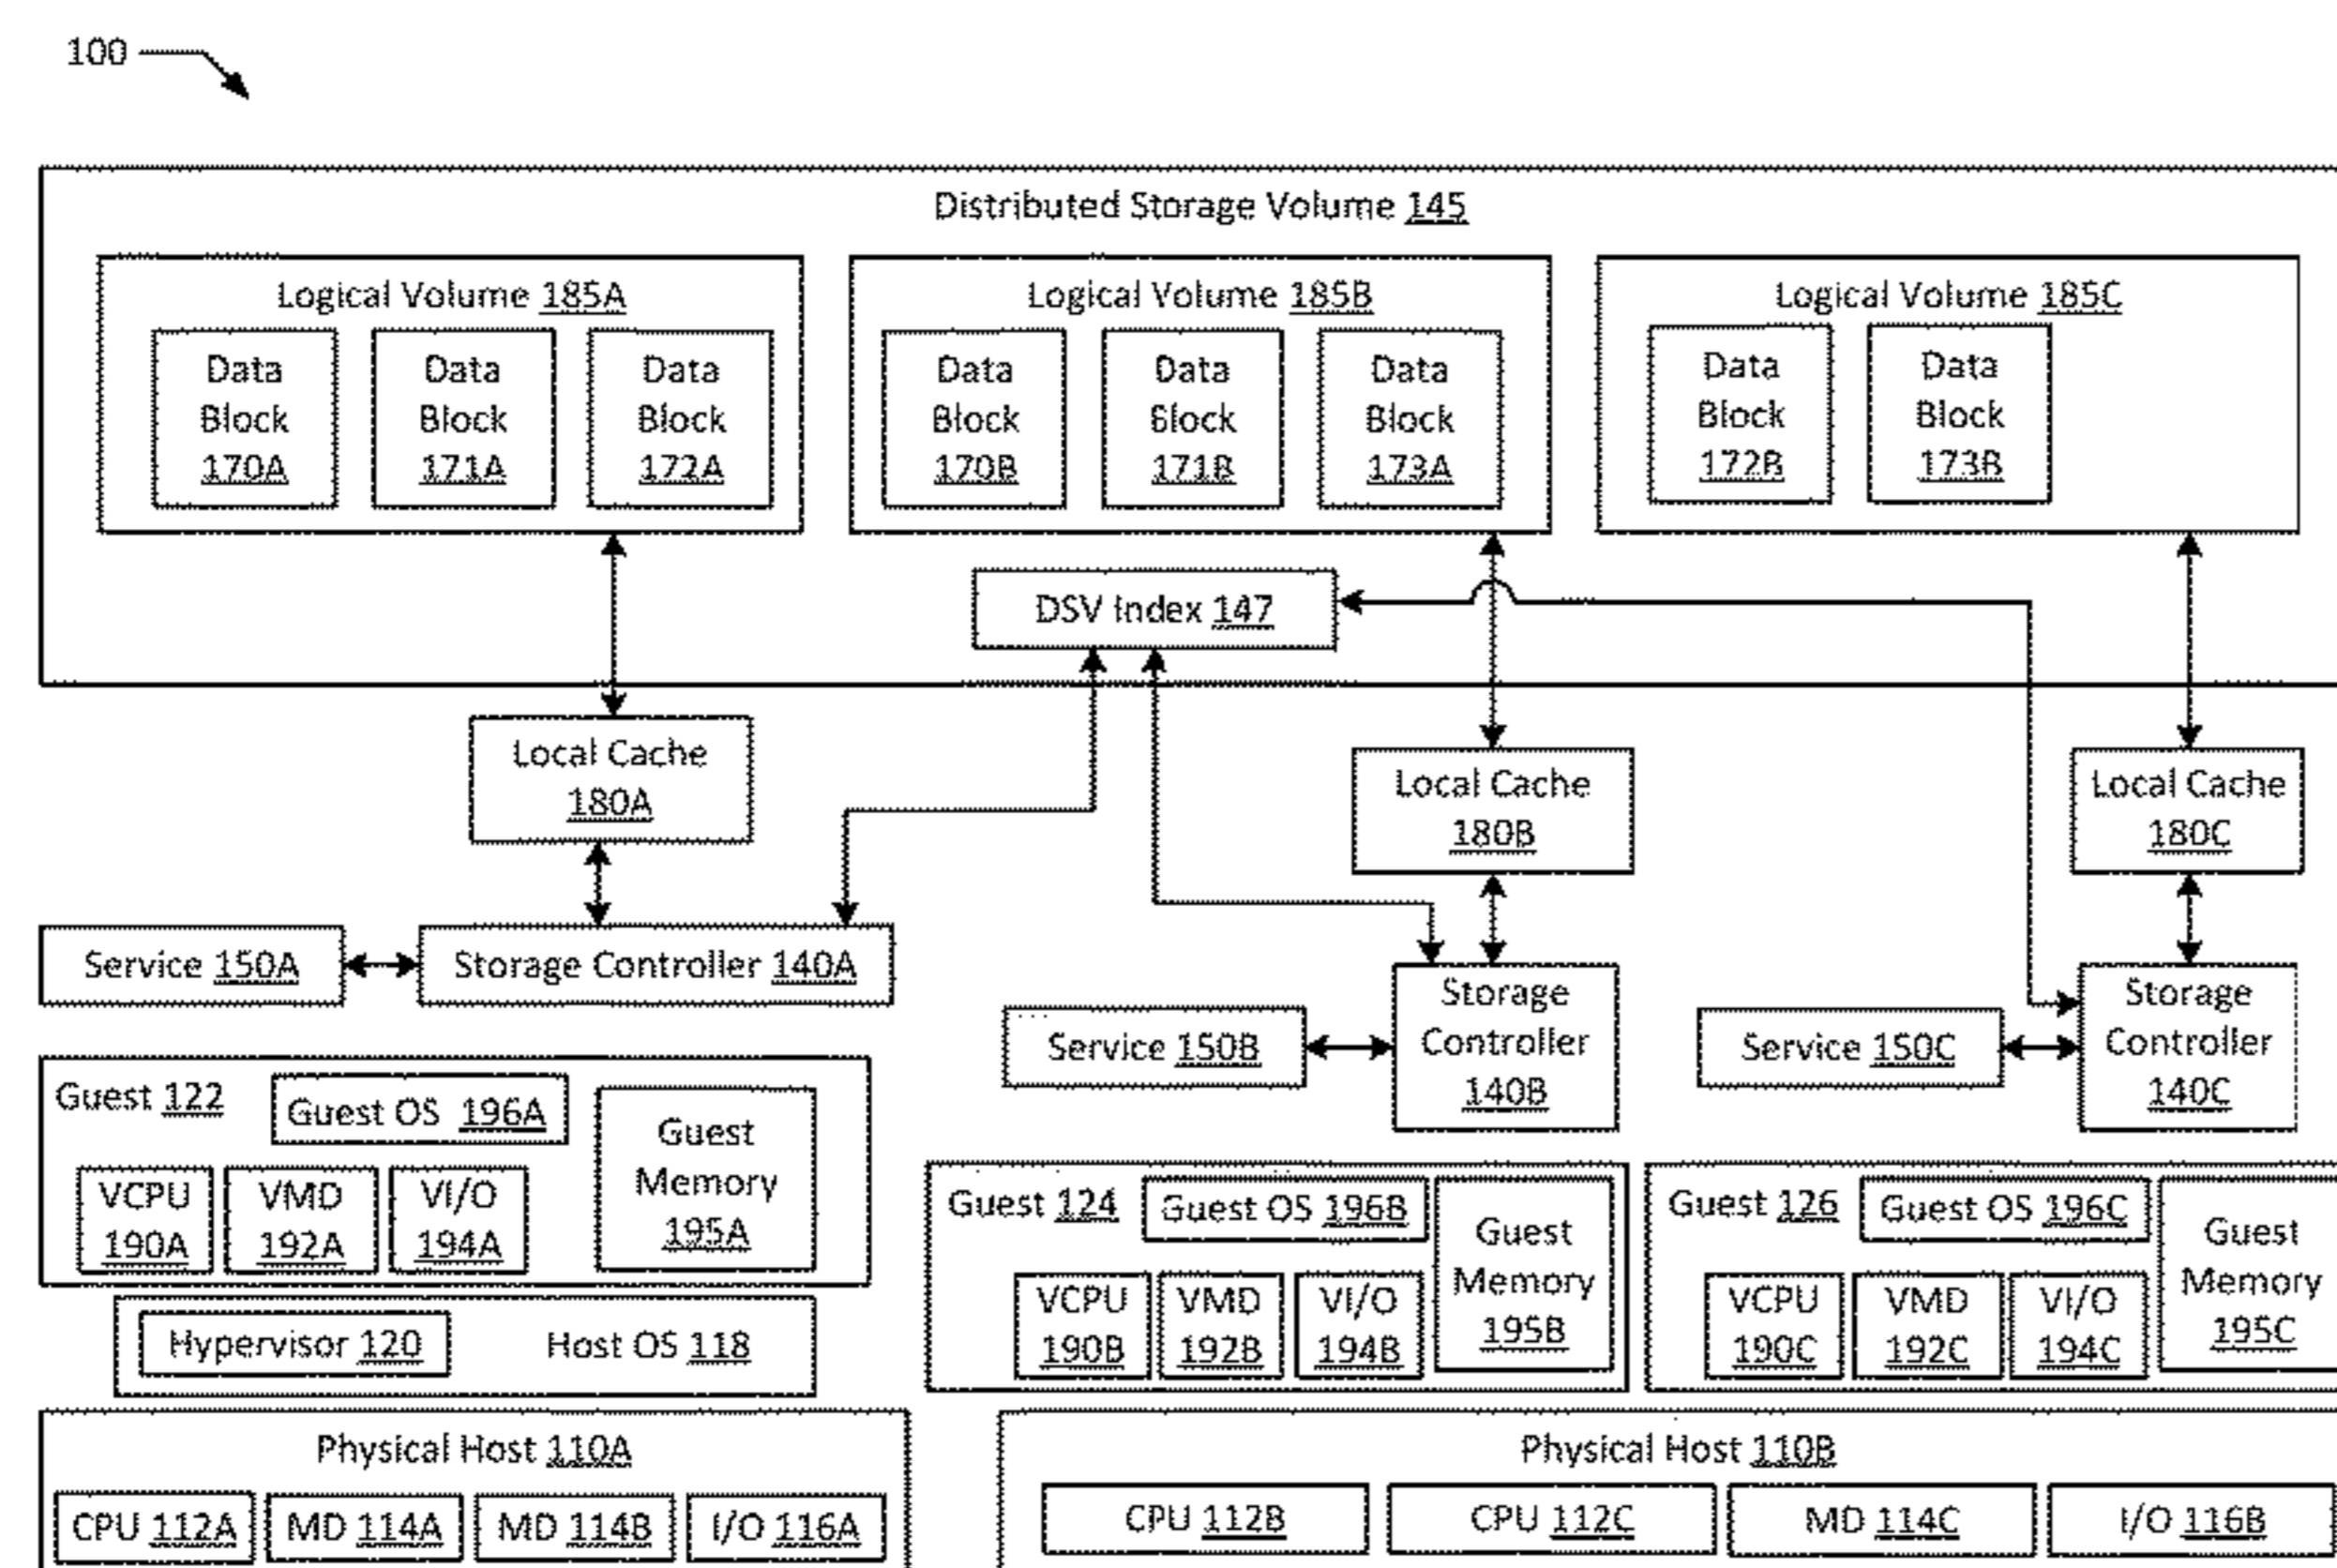 100
Distributed Storage Volume 145
Logical Volume 185A
Data
Block
170A
Data
Block
171A
Data
Block
172A
Logical Volume 185B
Data
Block
170B
Data
Block
171B
Data
Block
173A
Logical Volume 185C
Data
Block
172B
Data
Block
173B
DSV Index 147
Local Cache
180A
Local Cache
180B
Local Cache
180C
Service 150A
Storage Controller 140A
Service 150B
Storage
Controller
140B
Service 150C
Storage
Controller
140C
Guest 122
Guest OS 196A
VCPU
190A
VMD
192A
VI/O
194A
Guest
Memory
195A
Guest 124
Guest OS 196B
VCPU
190B
VMD
192B
VI/O
194B
Guest
Memory
195B
Guest 126
Guest OS 196C
VCPU
190C
VMD
192C
VI/O
194C
Guest
Memory
195C
Hypervisor 120
Host OS 118
Physical Host 110A
CPU 112A
MD 114A
MD 114B
I/O 116A
Physical Host 110B
CPU 112B
CPU 112C
MD 114C
I/O 116B